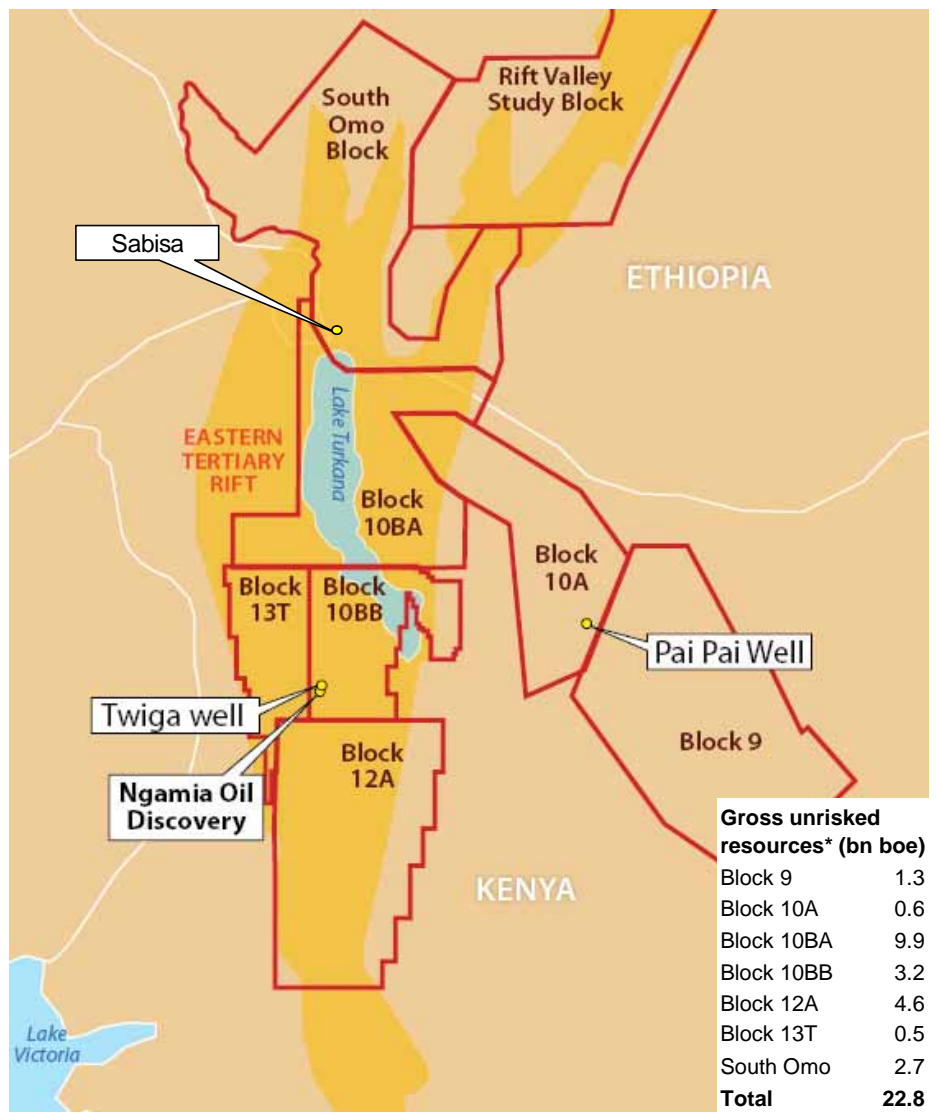 South
Omo
Block
Rift Valley
Study Block
Sabisa
ETHIOPIA
Lake Turkana
EASTERN
TERTIARY
RIFT
Block
10BA
Block
10A
Block
13T
Block
10BB
Pai Pai Well
Twiga well
Block 9
Block
12A
Ngamia Oil
Discovery
KENYA
Lake
Victoria
Gross unrisked
resources* (bn boe)
Block 9 1.3
Block 10A 0.6
Block 10BA 9.9
Block 10BB 3.2
Block 12A 4.6
Block 13T 0.5
South Omo 2.7
Total 22.8